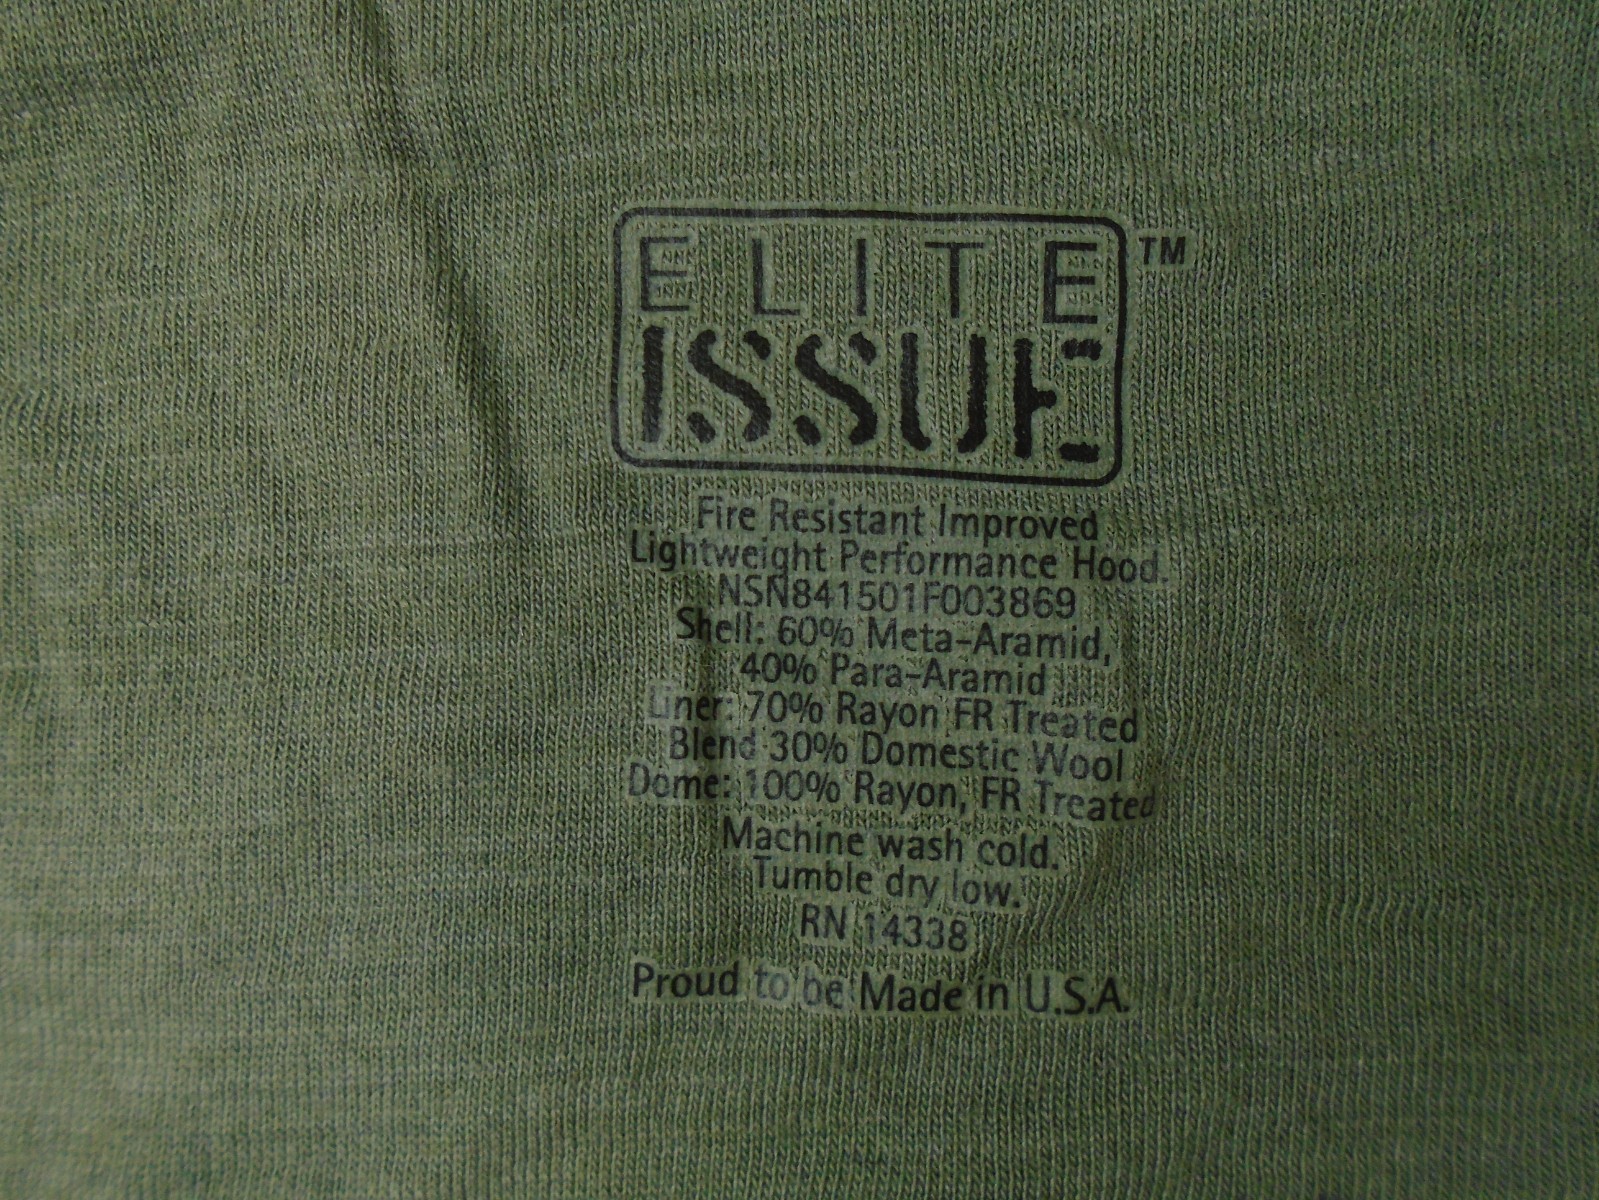 ELITE TM
ISSUE
Fire Resistant Improved
Lightweight Performance Hood.
NSN841501F003869
Shell: 60% Meta-Aramid,
40% Para-Aramid
Liner: 70% Rayon FR Treated
Blend 30% Domestic Wool
Dome: 100% Rayon, FR Treated
Machine wash cold.
Tumble dry low.
RN 14338
Proud to be Made in U.S.A.